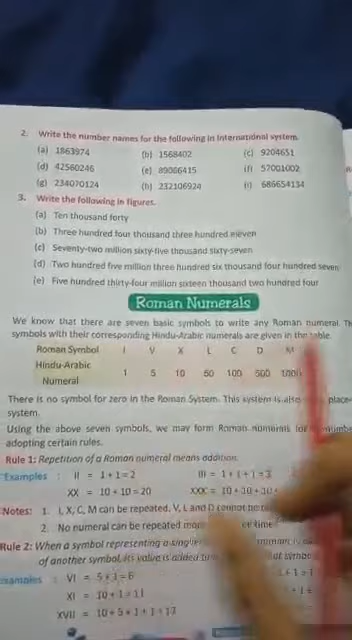 2. Write the number names for the following in International system.
(a) 1863974 (b) 1568402 (c) 9204651
(d) 42560246 (e) 89086415 (f) 57001002
(g) 234070124 (h) 232106924 (i) 686654134
3. Write the following in figures.
(a) Ten thousand forty
(b) Three hundred four thousand three hundred eleven
(c) Seventy-two million sixty-five thousand sixty-seven
(d) Two hundred five million three hundred six thousand four hundred seven
(e) Five hundred thirty-four million sixteen thousand two hundred four
Roman Numerals
We know that there are seven basic symbols to write any Roman numeral.
symbols with their corresponding Hindu-Arabic numerals are given in the table.
Roman Symbol I V X L C D M
Hindu-Arabic
Numeral 1 5 10 50 100 500 1000
There is no symbol for zero in the Roman System. This system is also place-
system.
Using the above seven symbols, we may form Roman numerals for
adopting certain rules.
Rule 1: Repetition of a Roman numeral means addition.
Examples : II = 1 + 1 = 2 III = 1 + 1 + 1 = 3
XX = 10 + 10 = 20 XXX = 10 + 10 +
Notes: 1. I, X, C, M can be repeated, V, L and D cannot be
2. No numeral can be repeated more time
Rule 2: When a symbol representing a single
of another symbol, its value is added to
Examples : VI = 5 + 1 = 6
XI = 10 + 1 = 11
XVII = 10 + 5 + 1 + 1 = 17